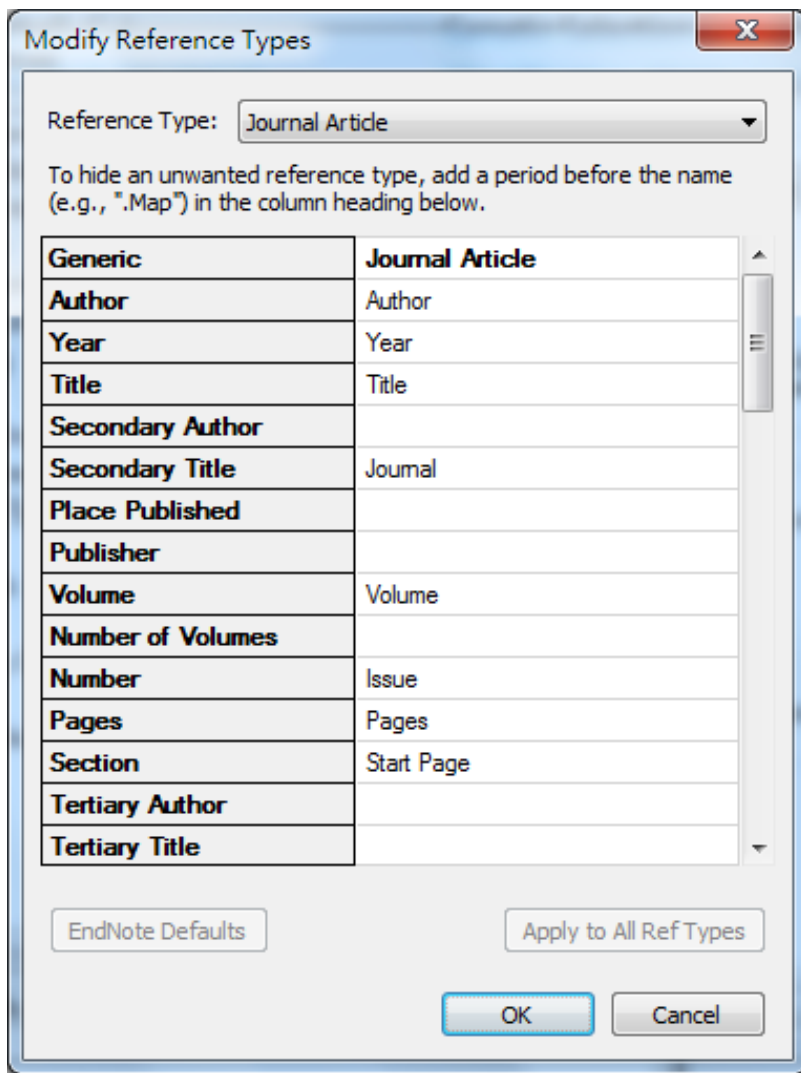 Modify Reference Types
Reference Type: Journal Article
To hide an unwanted reference type, add a period before the name
(e.g., ".Map") in the column heading below.
Generic Journal Article
Author Author
Year Year
Title Title
Secondary Author
Secondary Title Journal
Place Published
Publisher
Volume Volume
Number of Volumes
Number Issue
Pages Pages
Section Start Page
Tertiary Author
Tertiary Title
EndNote Defaults Apply to All Ref Types
OK Cancel